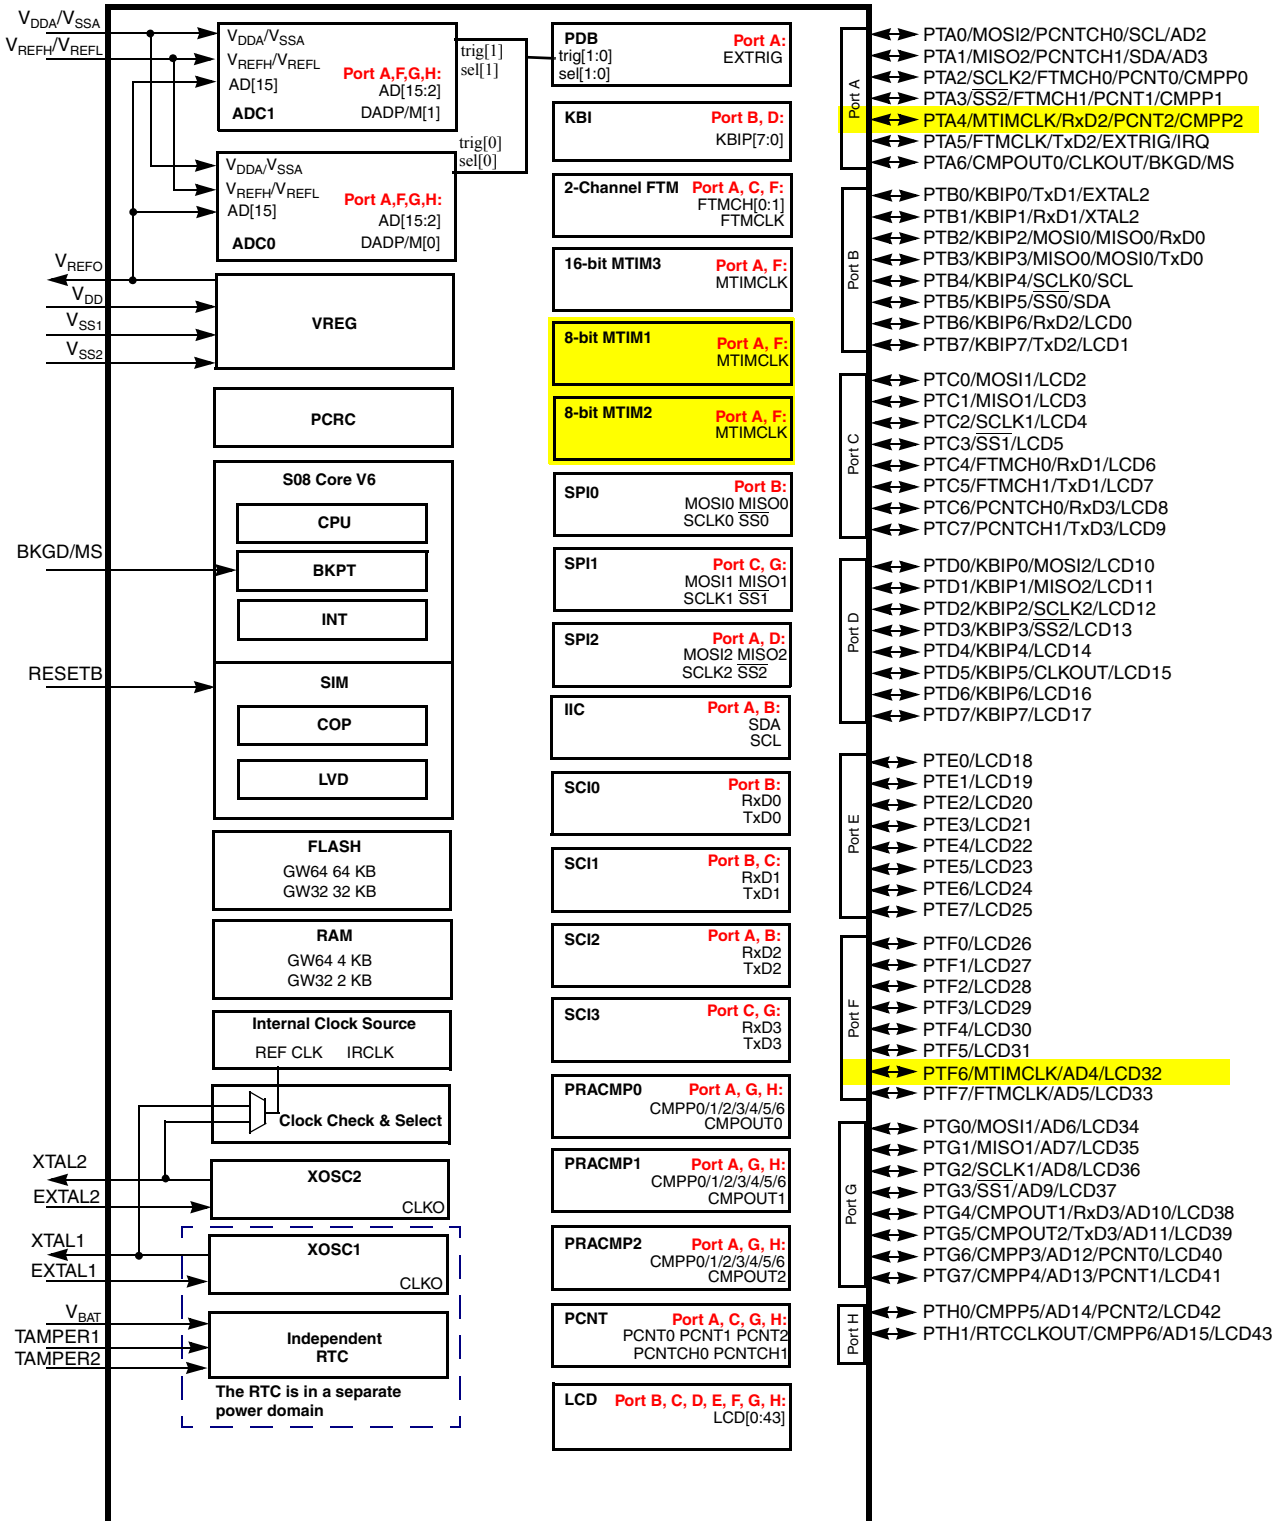 VDDA/VSSA
VREFH/VREFL
VDDA/VSSA
VREFH/VREFL
AD[15]
Port A,F,G,H:
AD[15:2]
ADC1
DADP/M[1]
trig[1]
sel[1]
VDDA/VSSA
VREFH/VREFL
AD[15]
Port A,F,G,H:
AD[15:2]
ADC0
DADP/M[0]
trig[0]
sel[0]
VREFO
VDD
VSS1
VSS2
VREG
PCRC
S08 Core V6
CPU
BKGD/MS
BKPT
INT
RESETB
SIM
COP
LVD
FLASH
GW64 64 KB
GW32 32 KB
RAM
GW64 4 KB
GW32 2 KB
Internal Clock Source
REF CLK IRCLK
Clock Check & Select
XTAL2
EXTAL2
XOSC2
CLKO
XTAL1
EXTAL1
XOSC1
CLKO
VBAT
TAMPER1
TAMPER2
Independent
RTC
The RTC is in a separate
power domain
PDB
Port A:
trig[1:0]
EXTRIG
sel[1:0]
KBI
Port B, D:
KBIP[7:0]
2-Channel FTM
Port A, C, F:
FTMCH[0:1]
FTMCLK
16-bit MTIM3
Port A, F:
MTIMCLK
8-bit MTIM1
Port A, F:
MTIMCLK
8-bit MTIM2
Port A, F:
MTIMCLK
SPI0
Port B:
MOSI0 MISO0
SCLK0 SS0
SPI1
Port C, G:
MOSI1 MISO1
SCLK1 SS1
SPI2
Port A, D:
MOSI2 MISO2
SCLK2 SS2
IIC
Port A, B:
SDA
SCL
SCI0
Port B:
RxD0
TxD0
SCI1
Port B, C:
RxD1
TxD1
SCI2
Port A, B:
RxD2
TxD2
SCI3
Port C, G:
RxD3
TxD3
PRACMP0
Port A, G, H:
CMPP0/1/2/3/4/5/6
CMPOUT0
PRACMP1
Port A, G, H:
CMPP0/1/2/3/4/5/6
CMPOUT1
PRACMP2
Port A, G, H:
CMPP0/1/2/3/4/5/6
CMPOUT2
PCNT
Port A, C, G, H:
PCNT0 PCNT1 PCNT2
PCNTCH0 PCNTCH1
LCD
Port B, C, D, E, F, G, H:
LCD[0:43]
Port A
PTA0/MOSI2/PCNTCH0/SCL/AD2
PTA1/MISO2/PCNTCH1/SDA/AD3
PTA2/SCLK2/FTMCH0/PCNT0/CMPP0
PTA3/SS2/FTMCH1/PCNT1/CMPP1
PTA4/MTIMCLK/RxD2/PCNT2/CMPP2
PTA5/FTMCLK/TxD2/EXTRIG/IRQ
PTA6/CMPOUT0/CLKOUT/BKGD/MS
Port B
PTB0/KBIP0/TxD1/EXTAL2
PTB1/KBIP1/RxD1/XTAL2
PTB2/KBIP2/MOSI0/MISO0/RxD0
PTB3/KBIP3/MISO0/MOSI0/TxD0
PTB4/KBIP4/SCLK0/SCL
PTB5/KBIP5/SS0/SDA
PTB6/KBIP6/RxD2/LCD0
PTB7/KBIP7/TxD2/LCD1
Port C
PTC0/MOSI1/LCD2
PTC1/MISO1/LCD3
PTC2/SCLK1/LCD4
PTC3/SS1/LCD5
PTC4/FTMCH0/RxD1/LCD6
PTC5/FTMCH1/TxD1/LCD7
PTC6/PCNTCH0/RxD3/LCD8
PTC7/PCNTCH1/TxD3/LCD9
Port D
PTD0/KBIP0/MOSI2/LCD10
PTD1/KBIP1/MISO2/LCD11
PTD2/KBIP2/SCLK2/LCD12
PTD3/KBIP3/SS2/LCD13
PTD4/KBIP4/LCD14
PTD5/KBIP5/CLKOUT/LCD15
PTD6/KBIP6/LCD16
PTD7/KBIP7/LCD17
Port E
PTE0/LCD18
PTE1/LCD19
PTE2/LCD20
PTE3/LCD21
PTE4/LCD22
PTE5/LCD23
PTE6/LCD24
PTE7/LCD25
Port F
PTF0/LCD26
PTF1/LCD27
PTF2/LCD28
PTF3/LCD29
PTF4/LCD30
PTF5/LCD31
PTF6/MTIMCLK/AD4/LCD32
PTF7/FTMCLK/AD5/LCD33
Port G
PTG0/MOSI1/AD6/LCD34
PTG1/MISO1/AD7/LCD35
PTG2/SCLK1/AD8/LCD36
PTG3/SS1/AD9/LCD37
PTG4/CMPOUT1/RxD3/AD10/LCD38
PTG5/CMPOUT2/TxD3/AD11/LCD39
PTG6/CMPP3/AD12/PCNT0/LCD40
PTG7/CMPP4/AD13/PCNT1/LCD41
Port H
PTH0/CMPP5/AD14/PCNT2/LCD42
PTH1/RTCCLKOUT/CMPP6/AD15/LCD43